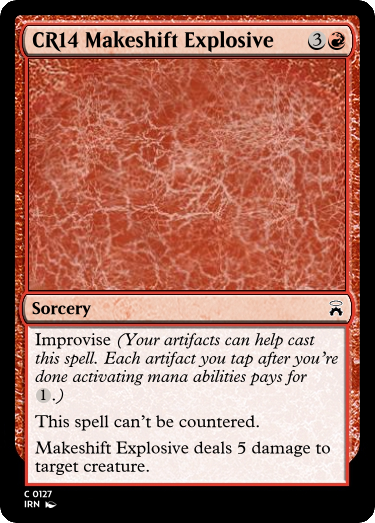 CR14 Makeshift Explosive 3
Sorcery
Improvise (Your artifacts can help cast
this spell. Each artifact you tap after you're
done activating mana abilities pays for
1.)
This spell can't be countered.
Makeshift Explosive deals 5 damage to
target creature.
C 0127
IRN